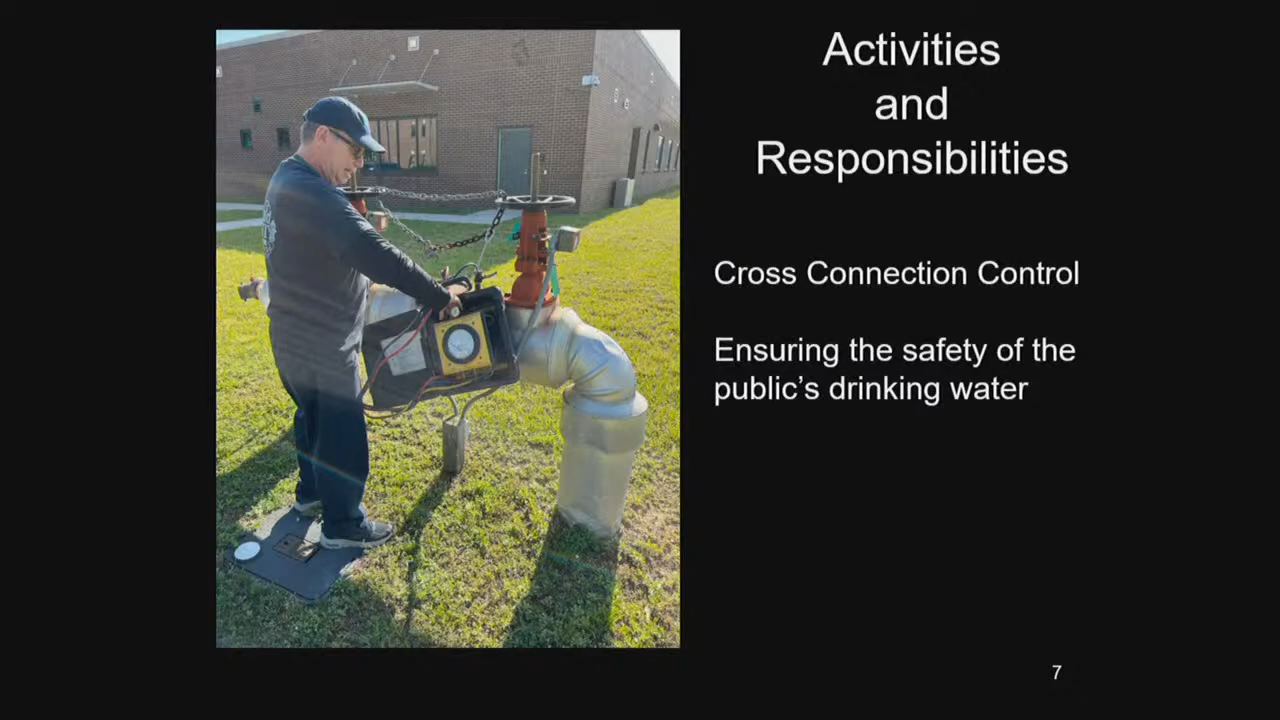 Activities
and
Responsibilities
Cross Connection Control
Ensuring the safety of the
public's drinking water
7